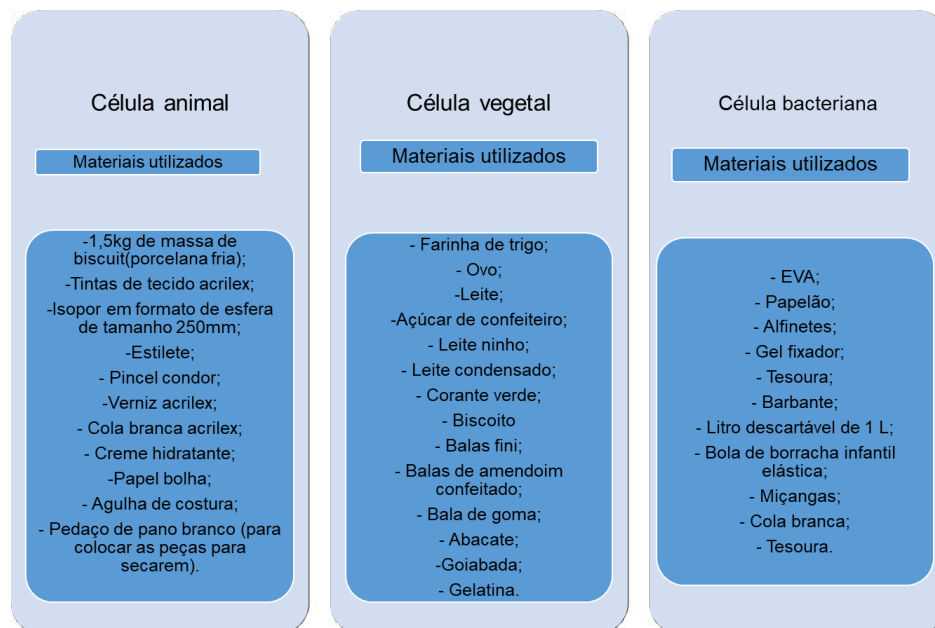 Célula animal
Materiais utilizados
-1,5kg de massa de
biscuit(porcelana fria);
-Tintas de tecido acrilex;
-Isopor em formato de esfera
de tamanho 250mm;
-Estilete;
- Pincel condor;
-Verniz acrilex;
- Cola branca acrilex;
- Creme hidratante;
-Papel bolha;
- Agulha de costura;
- Pedaço de pano branco (para
colocar as peças para
secarem).
Célula vegetal
Materiais utilizados
- Farinha de trigo;
- Ovo;
-Leite;
-Açúcar de confeiteiro;
- Leite ninho;
- Leite condensado;
- Corante verde;
- Biscoito
- Balas fini;
- Balas de amendoim
confeitado;
- Bala de goma;
- Abacate;
-Goiabada;
- Gelatina.
Célula bacteriana
Materiais utilizados
- EVA;
- Papelão;
- Alfinetes;
- Gel fixador;
- Tesoura;
- Barbante;
- Litro descartável de 1 L;
- Bola de borracha infantil
elástica;
- Miçangas;
- Cola branca;
- Tesoura.